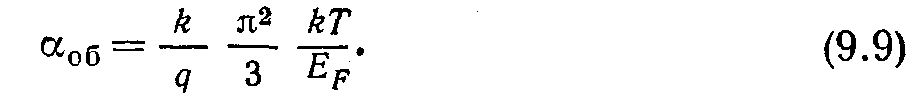 α_об = k/q π²/3 kT/E_F. (9.9)